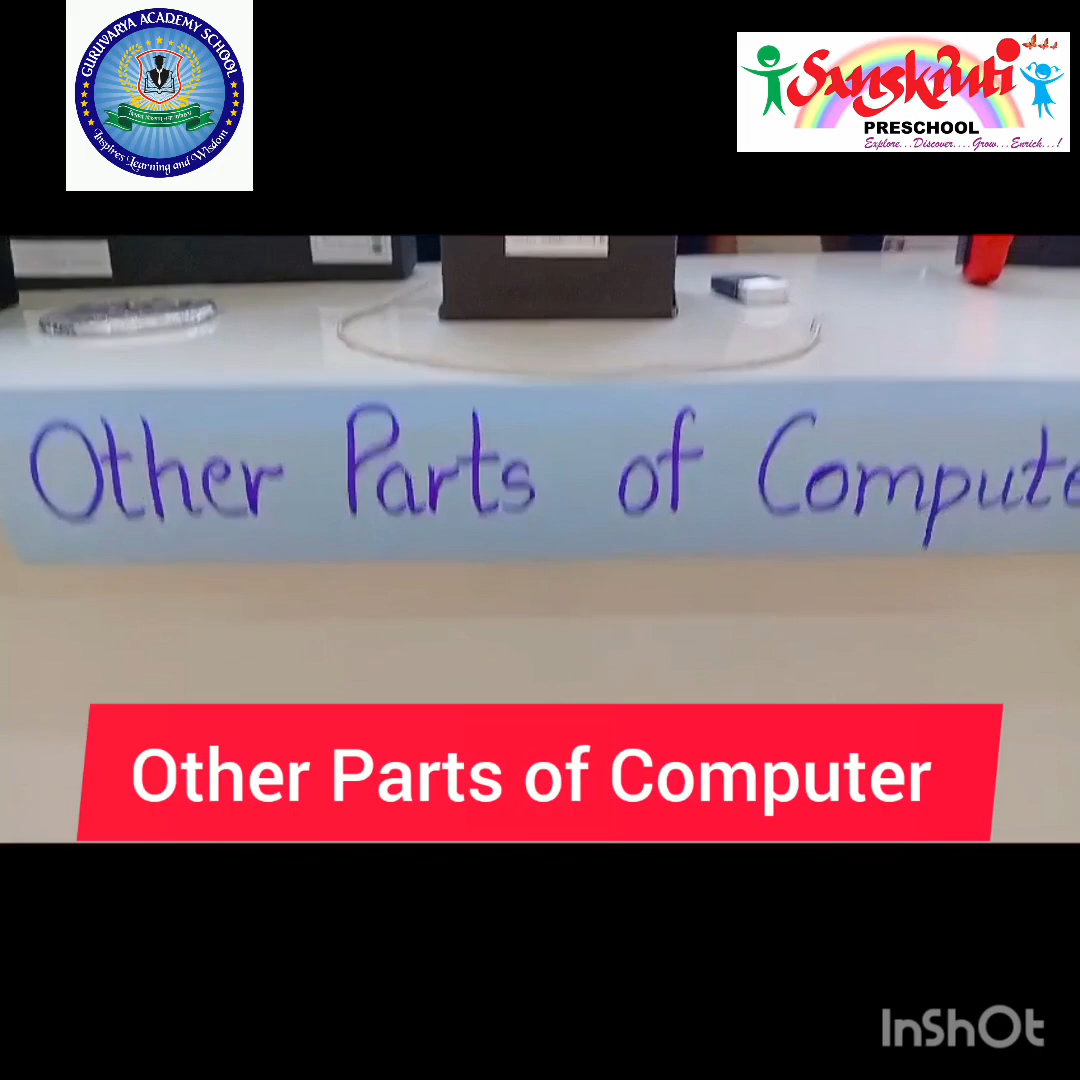 GURUVARYA ACADEMY SCHOOL
Inspires Learning and Wisdom
Sanskruti
PRESCHOOL
Explore...Discover....Grow...Enrich...!
Other Parts of Compute
Other Parts of Computer
InShOt